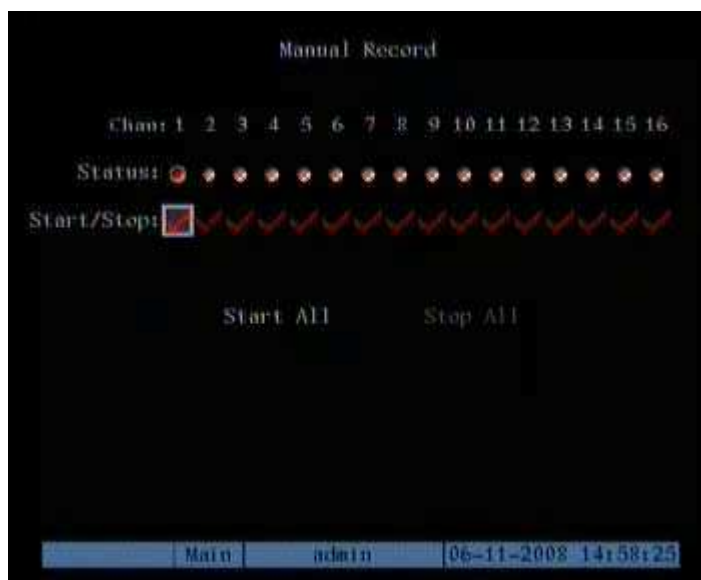 Manual Record
Chan: 1 2 3 4 5 6 7 8 9 10 11 12 13 14 15 16
Status:
Start/Stop:
Start All Stop All
Main admin 06-11-2008 14:58:25